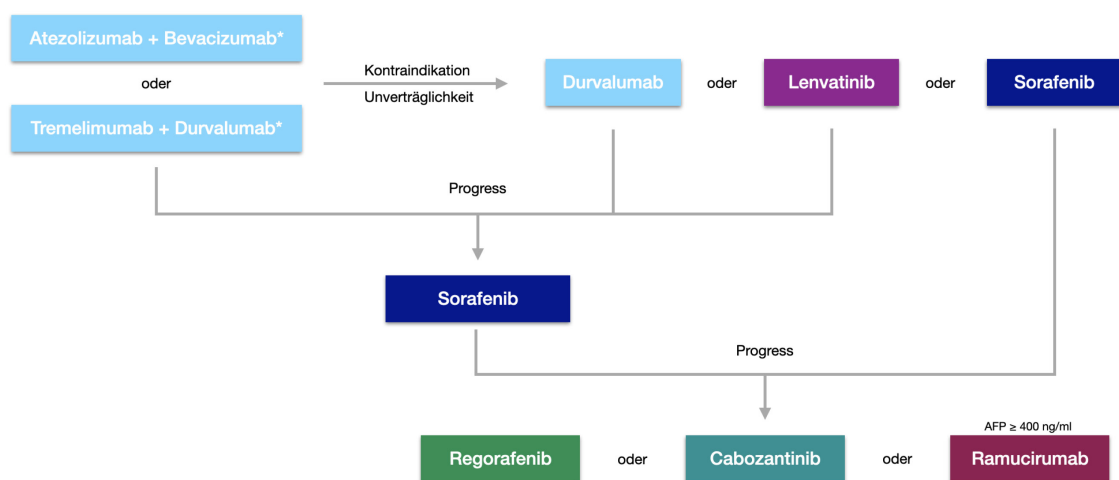 Atezolizumab + Bevacizumab*
oder
Tremelimumab + Durvalumab*
Kontraindikation
Unverträglichkeit
Durvalumab
oder
Lenvatinib
oder
Sorafenib
Progress
Sorafenib
Progress
Regorafenib
oder
Cabozantinib
oder
AFP ≥ 400 ng/ml
Ramucirumab